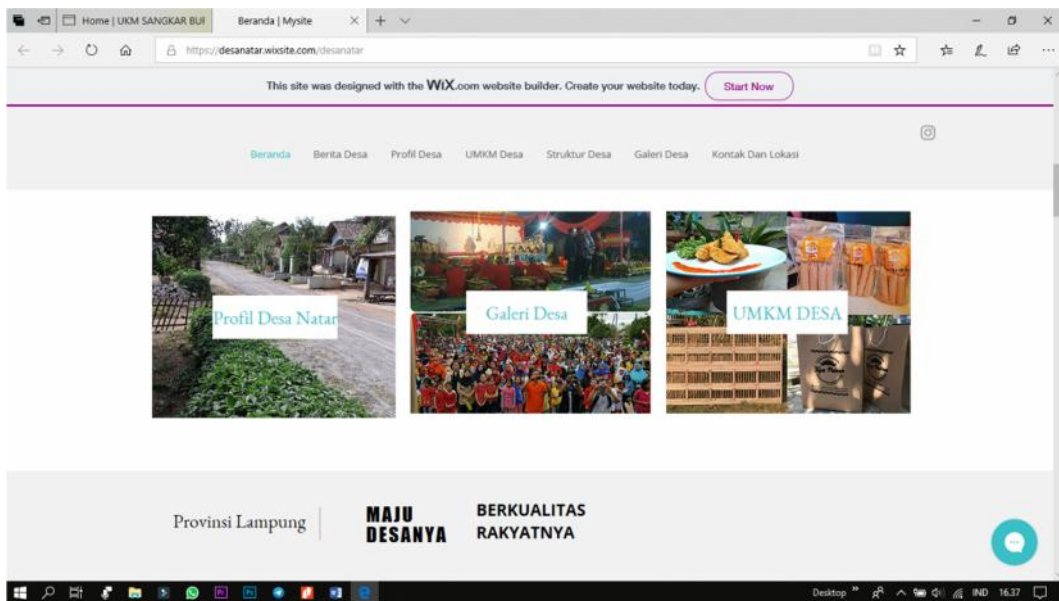 Home | UKM SANGKAR BUR
Beranda | Mysite
https://desanatar.wixsite.com/desanatar
This site was designed with the WiX.com website builder. Create your website today.
Start Now
Beranda
Berita Desa
Profil Desa
UMKM Desa
Struktur Desa
Galeri Desa
Kontak Dan Lokasi
Profil Desa Natar
Galeri Desa
UMKM DESA
Provinsi Lampung
MAJU
DESANYA
BERKUALITAS
RAKYATNYA
Desktop
IND
16.37